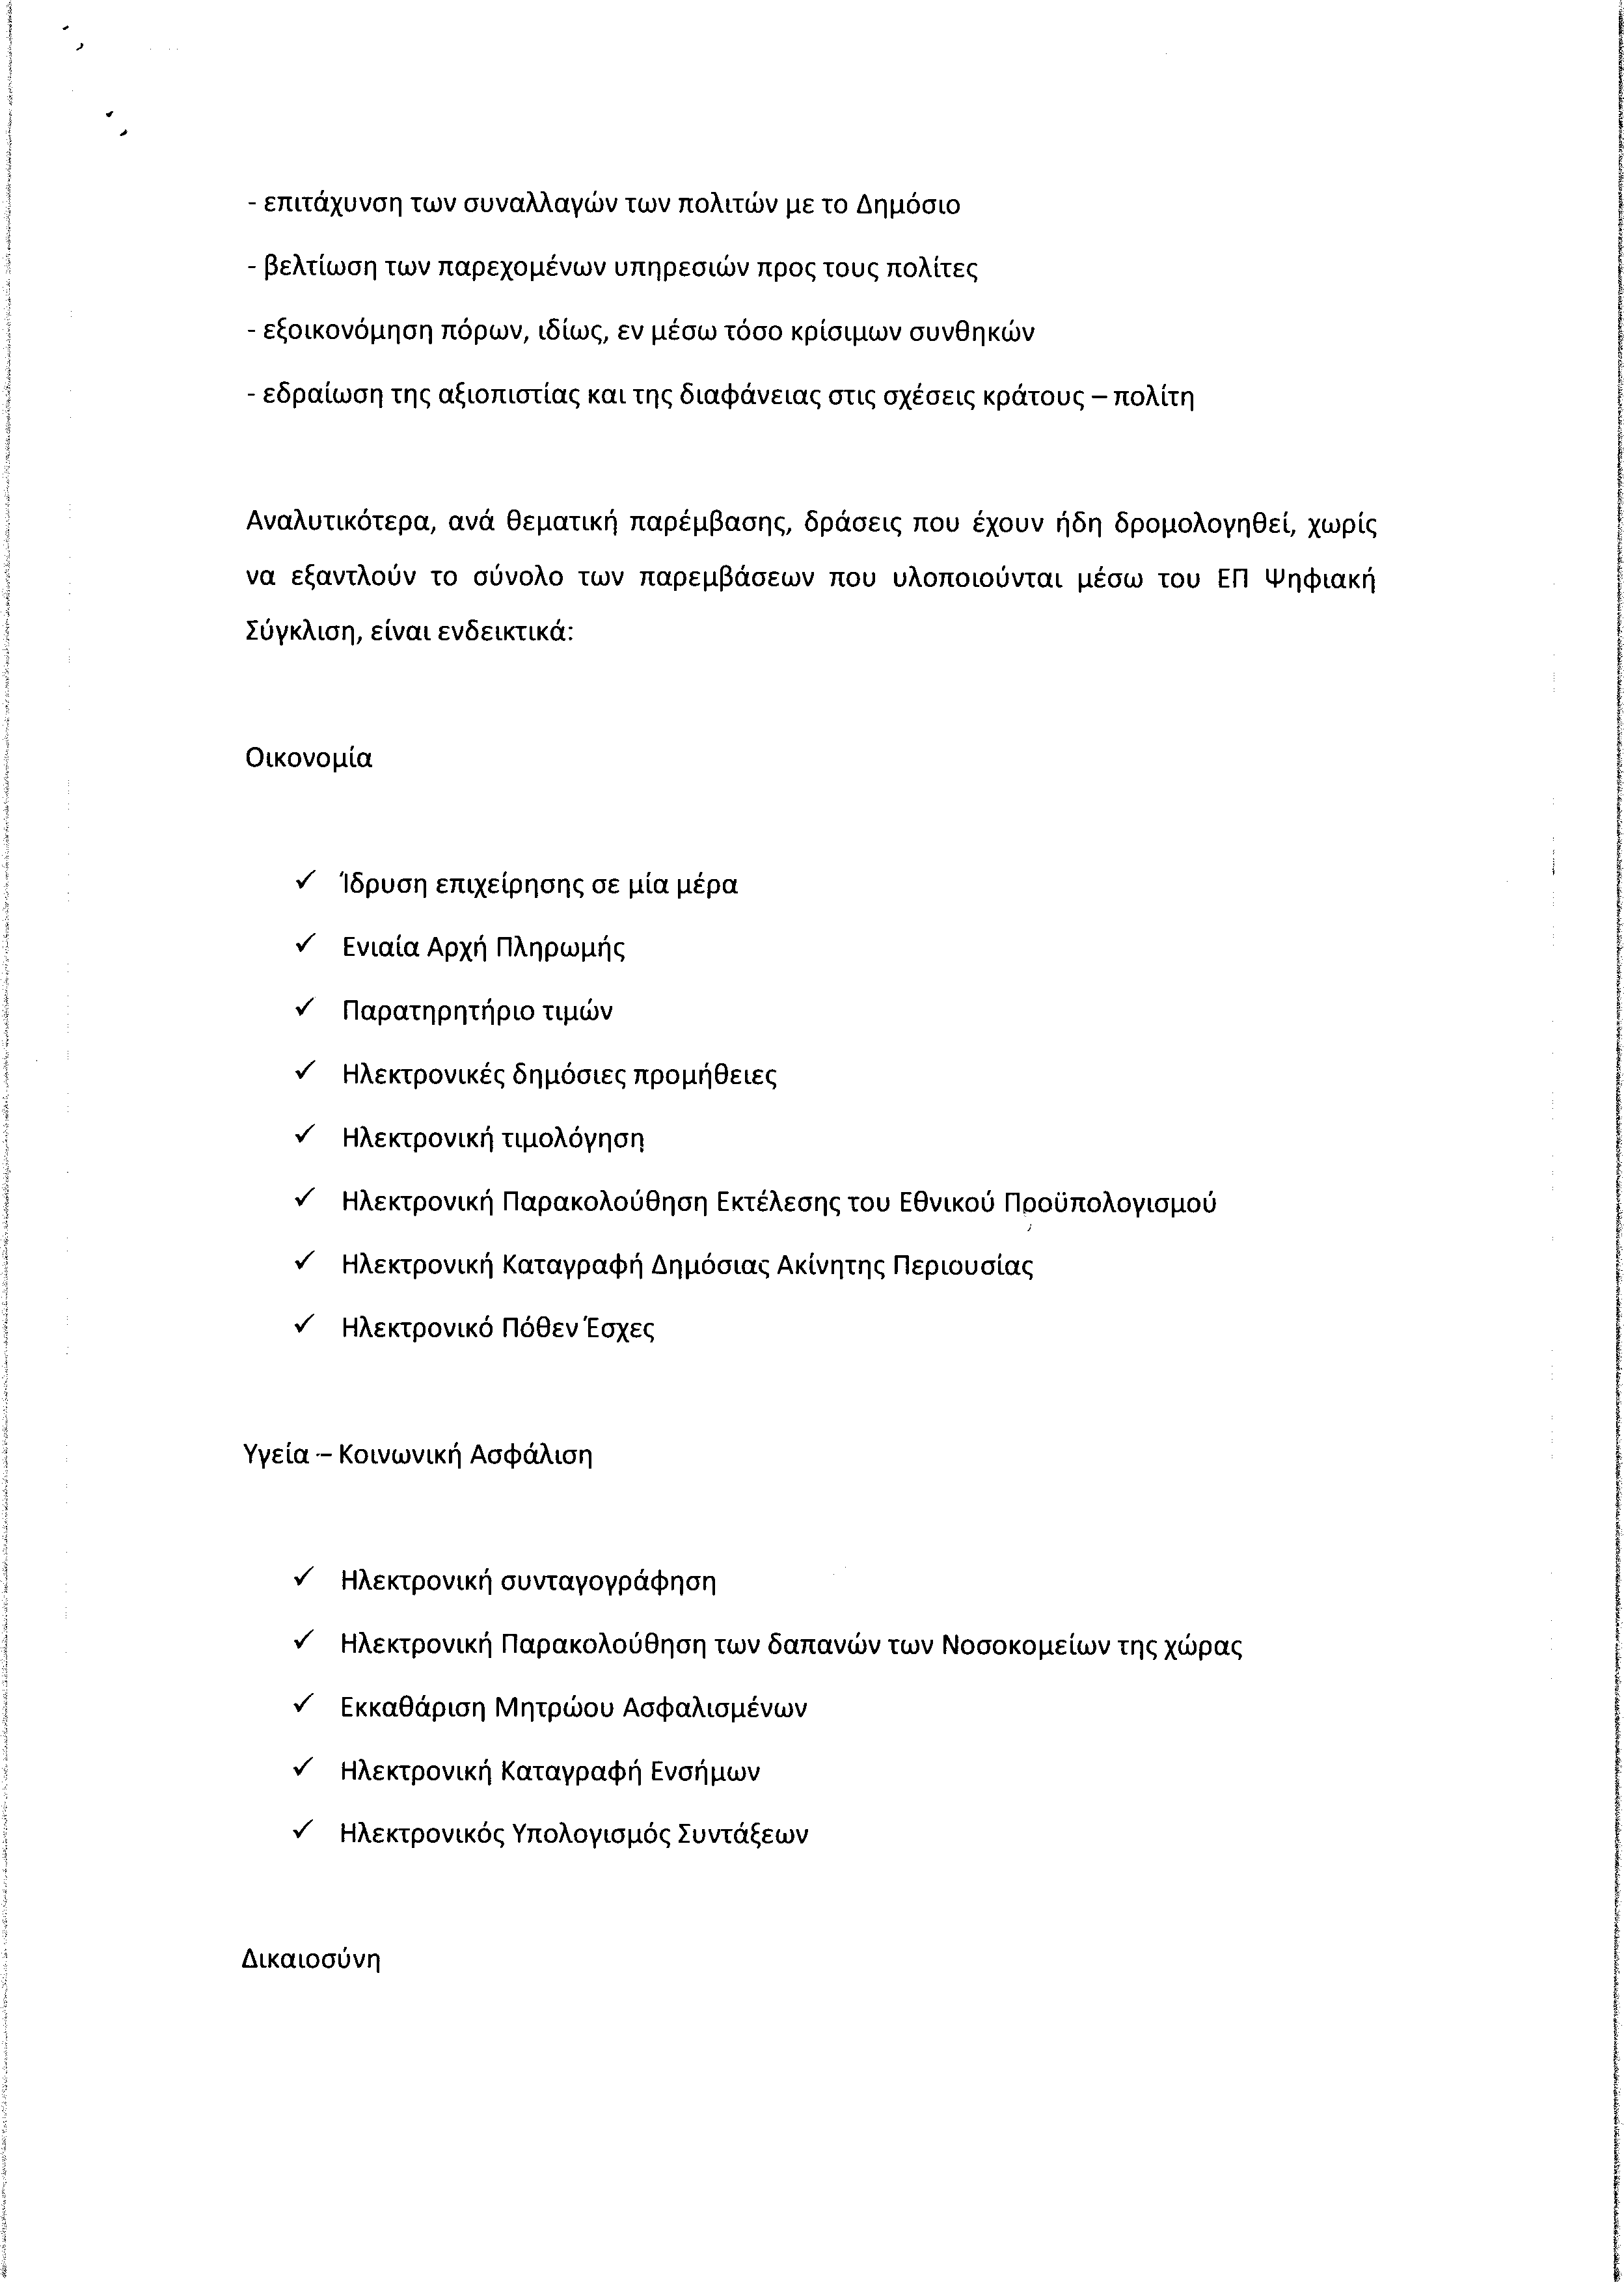 - επιτάχυνση των συναλλαγών των πολιτών με το Δημόσιο
- βελτίωση των παρεχομένων υπηρεσιών προς τους πολίτες
- εξοικονόμηση πόρων, ιδίως, εν μέσω τόσο κρίσιμων συνθηκών
- εδραίωση της αξιοπιστίας και της διαφάνειας στις σχέσεις κράτους – πολίτη
Αναλυτικότερα, ανά θεματική παρέμβασης, δράσεις που έχουν ήδη δρομολογηθεί, χωρίς
να εξαντλούν το σύνολο των παρεμβάσεων που υλοποιούνται μέσω του ΕΠ Ψηφιακή
Σύγκλιση, είναι ενδεικτικά:
Οικονομία
✓ Ίδρυση επιχείρησης σε μία μέρα
✓ Ενιαία Αρχή Πληρωμής
✓ Παρατηρητήριο τιμών
✓ Ηλεκτρονικές δημόσιες προμήθειες
✓ Ηλεκτρονική τιμολόγηση
✓ Ηλεκτρονική Παρακολούθηση Εκτέλεσης του Εθνικού Προϋπολογισμού
✓ Ηλεκτρονική Καταγραφή Δημόσιας Ακίνητης Περιουσίας
✓ Ηλεκτρονικό Πόθεν Έσχες
Υγεία – Κοινωνική Ασφάλιση
✓ Ηλεκτρονική συνταγογράφηση
✓ Ηλεκτρονική Παρακολούθηση των δαπανών των Νοσοκομείων της χώρας
✓ Εκκαθάριση Μητρώου Ασφαλισμένων
✓ Ηλεκτρονική Καταγραφή Ενσήμων
✓ Ηλεκτρονικός Υπολογισμός Συντάξεων
Δικαιοσύνη